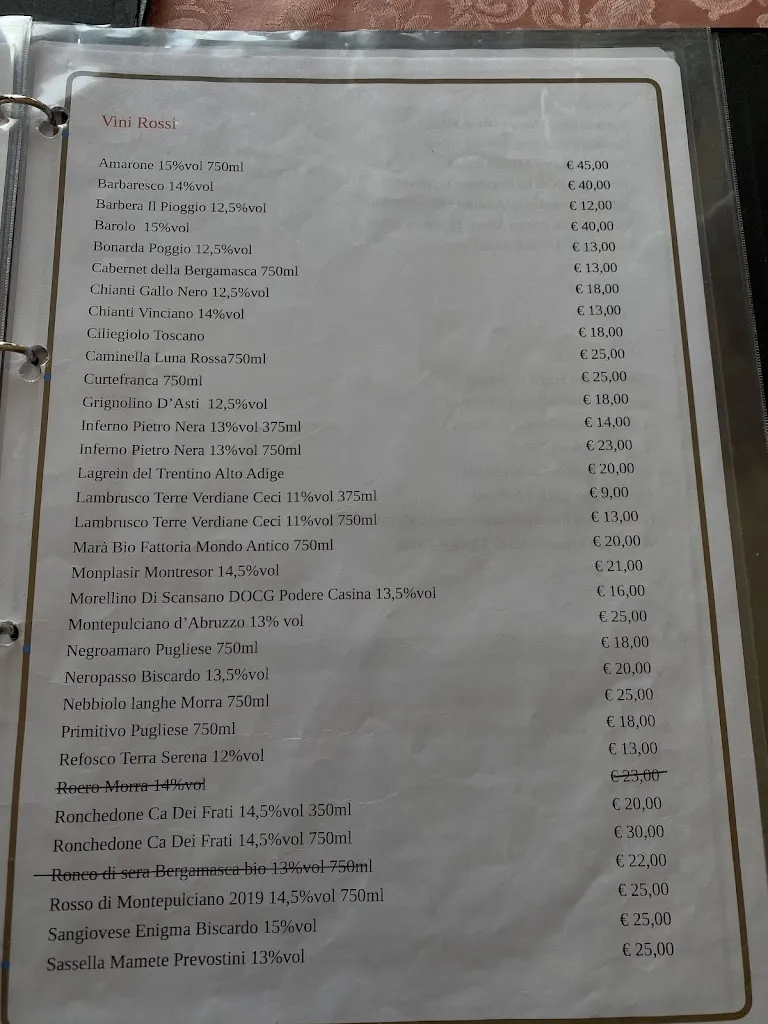 Vini Rossi
Amarone 15%vol 750ml € 45,00
Barbaresco 14%vol € 40,00
Barbera Il Pioggio 12,5%vol € 12,00
Barolo 15%vol € 40,00
Bonarda Poggio 12,5%vol € 13,00
Cabernet della Bergamasca 750ml € 13,00
Chianti Gallo Nero 12,5%vol € 18,00
Chianti Vinciano 14%vol € 13,00
Ciliegiolo Toscano € 18,00
Caminella Luna Rossa750ml € 25,00
Curtefranca 750ml € 25,00
Grignolino D’Asti 12,5%vol € 18,00
Inferno Pietro Nera 13%vol 375ml € 14,00
Inferno Pietro Nera 13%vol 750ml € 23,00
Lagrein del Trentino Alto Adige € 20,00
Lambrusco Terre Verdiane Ceci 11%vol 375ml € 9,00
Lambrusco Terre Verdiane Ceci 11%vol 750ml € 13,00
Marà Bio Fattoria Mondo Antico 750ml € 20,00
Monplasir Montresor 14,5%vol € 21,00
Morellino Di Scansano DOCG Podere Casina 13,5%vol € 16,00
Montepulciano d’Abruzzo 13% vol € 25,00
Negroamaro Pugliese 750ml € 18,00
Neropasso Biscardo 13,5%vol € 20,00
Nebbiolo langhe Morra 750ml € 25,00
Primitivo Pugliese 750ml € 18,00
Refosco Terra Serena 12%vol € 13,00
Roero Morra 14%vol € 23,00
Ronchedone Ca Dei Frati 14,5%vol 350ml € 20,00
Ronchedone Ca Dei Frati 14,5%vol 750ml € 30,00
Ronco di sera Bergamasca bio 13%vol 750ml € 22,00
Rosso di Montepulciano 2019 14,5%vol 750ml € 25,00
Sangiovese Enigma Biscardo 15%vol € 25,00
Sassella Mamete Prevostini 13%vol € 25,00